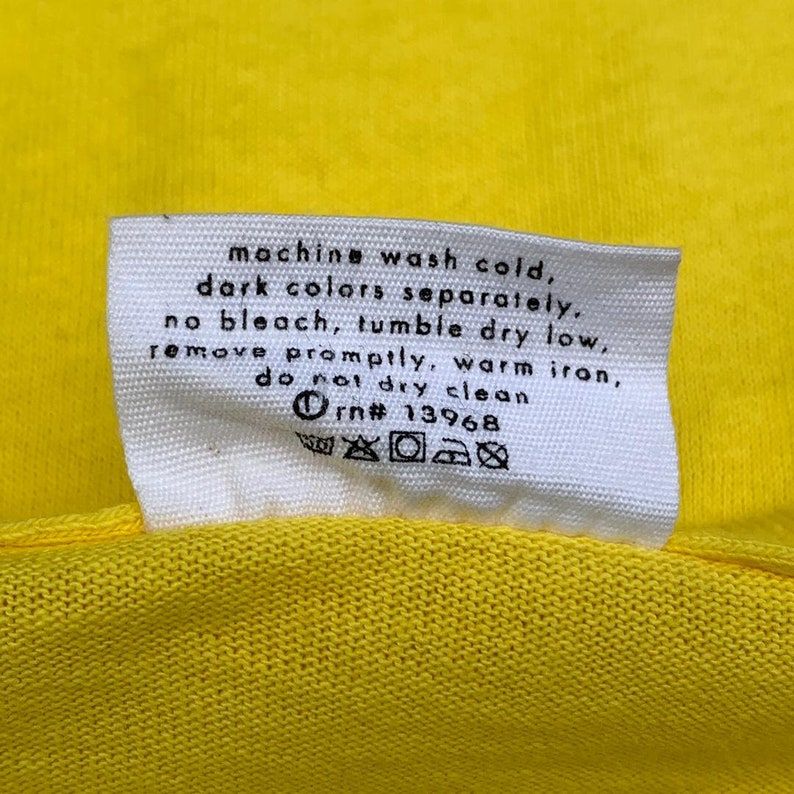 machine wash cold,
dark colors separately,
no bleach, tumble dry low,
remove promptly, warm iron,
do not dry clean
① rn# 13968